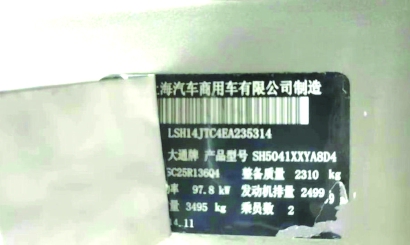 上海汽车商用车有限公司制造
LSH14JTC4EA235314
大通牌 产品型号 SH5041XXYA8D4
SC25R136Q4 整备质量 2310 kg
功率 97.8 kW 发动机排量 2499
量 3495 kg 乘员数 2
4.11